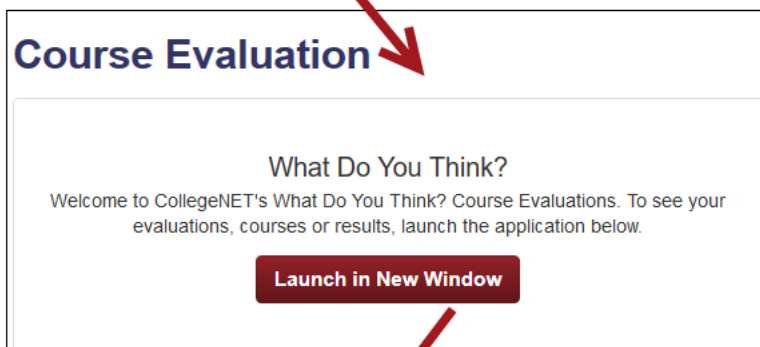 Course Evaluation
What Do You Think?
Welcome to CollegeNET's What Do You Think? Course Evaluations. To see your
evaluations, courses or results, launch the application below.
Launch in New Window